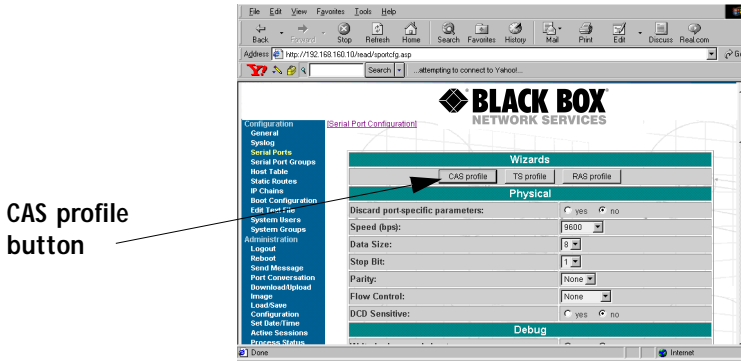 File Edit View Favorites Tools Help
Back Forward Stop Refresh Home Search Favorites History Mail Print Edit Discuss Real.com
Address http://192.168.160.10/read/sportcfg.asp
Y? Search ...attempting to connect to Yahoo!...
BLACK BOX
NETWORK SERVICES
Configuration
General
Syslog
Serial Ports
Serial Port Groups
Host Table
Static Routes
IP Chains
Boot Configuration
Edit Text File
System Users
System Groups
Administration
Logout
Reboot
Send Message
Port Conversation
Download/Upload
Image
Load/Save
Configuration
Set Date/Time
Active Sessions
Process Status
[Serial Port Configuration]
Wizards
CAS profile TS profile RAS profile
Physical
Discard port-specific parameters: yes no
Speed (bps): 9600
Data Size: 8
Stop Bit: 1
Parity: None
Flow Control: None
DCD Sensitive: yes no
Debug
Done Internet
CAS profile
button